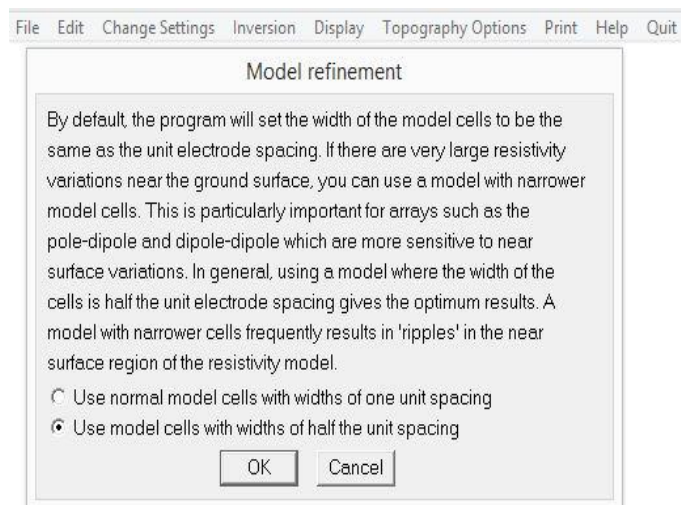 File Edit Change Settings Inversion Display Topography Options Print Help Quit
Model refinement
By default, the program will set the width of the model cells to be the
same as the unit electrode spacing. If there are very large resistivity
variations near the ground surface, you can use a model with narrower
model cells. This is particularly important for arrays such as the
pole-dipole and dipole-dipole which are more sensitive to near
surface variations. In general, using a model where the width of the
cells is half the unit electrode spacing gives the optimum results. A
model with narrower cells frequently results in 'ripples' in the near
surface region of the resistivity model.
Use normal model cells with widths of one unit spacing
Use model cells with widths of half the unit spacing
OK Cancel